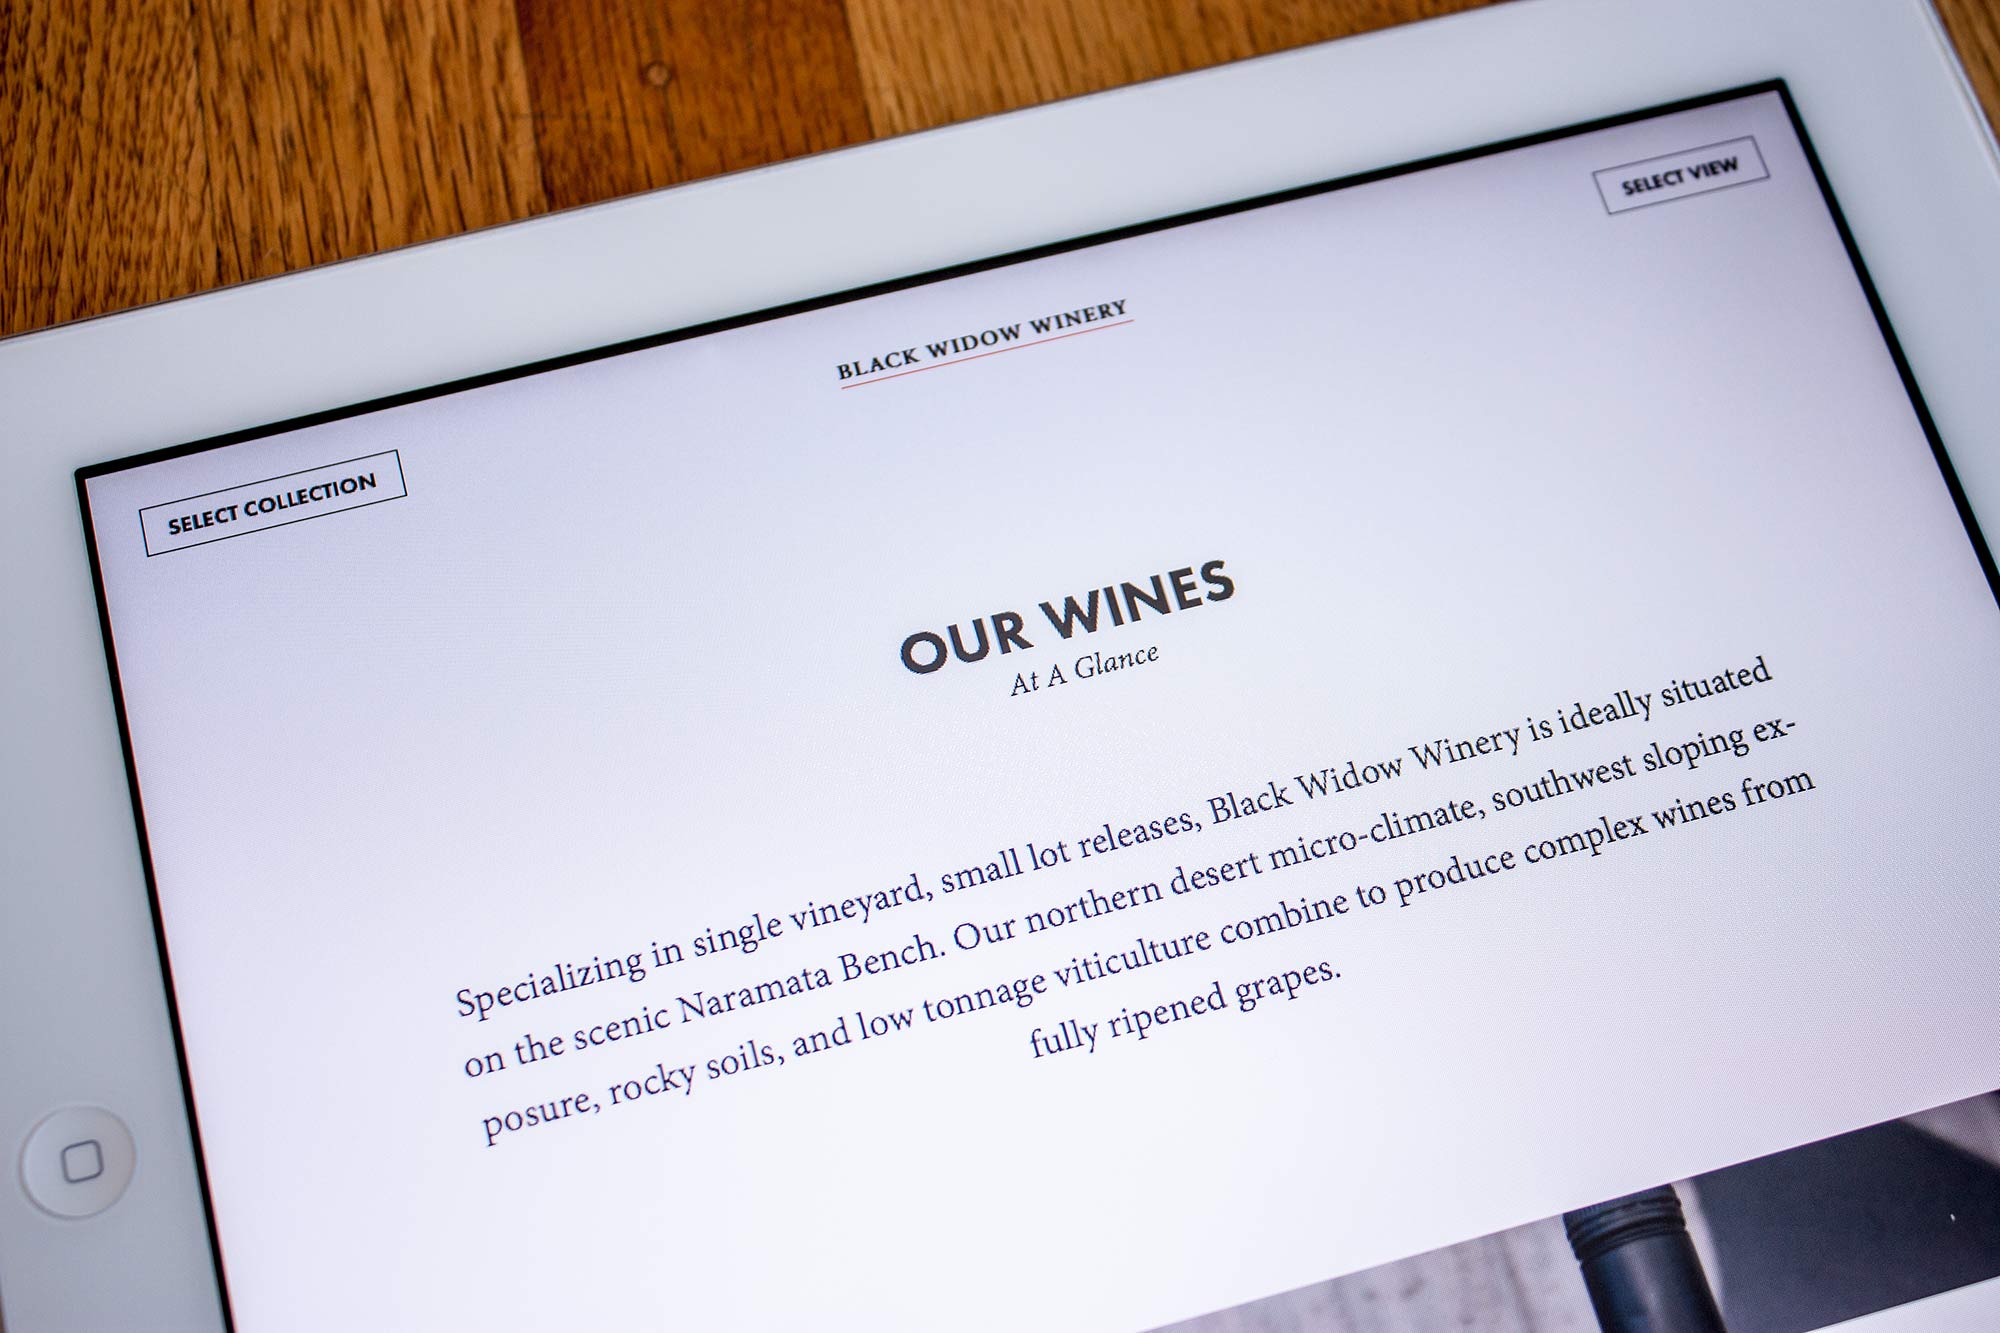 SELECT VIEW
BLACK WIDOW WINERY
SELECT COLLECTION
OUR WINES
At A Glance
Specializing in single vineyard, small lot releases, Black Widow Winery is ideally situated
on the scenic Naramata Bench. Our northern desert micro-climate, southwest sloping ex-
posure, rocky soils, and low tonnage viticulture combine to produce complex wines from
fully ripened grapes.